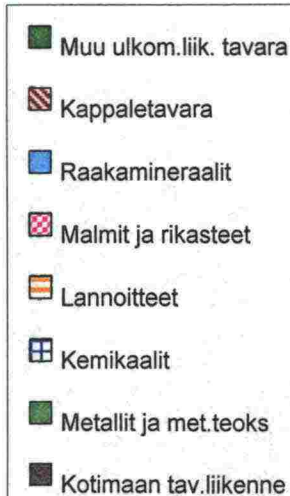 Muu ulkom.liik. tavara
Kappaletavara
Raakamineraalit
Malmit ja rikasteet
Lannoitteet
Kemikaalit
Metallit ja met.teoks
Kotimaan tav.liikenne